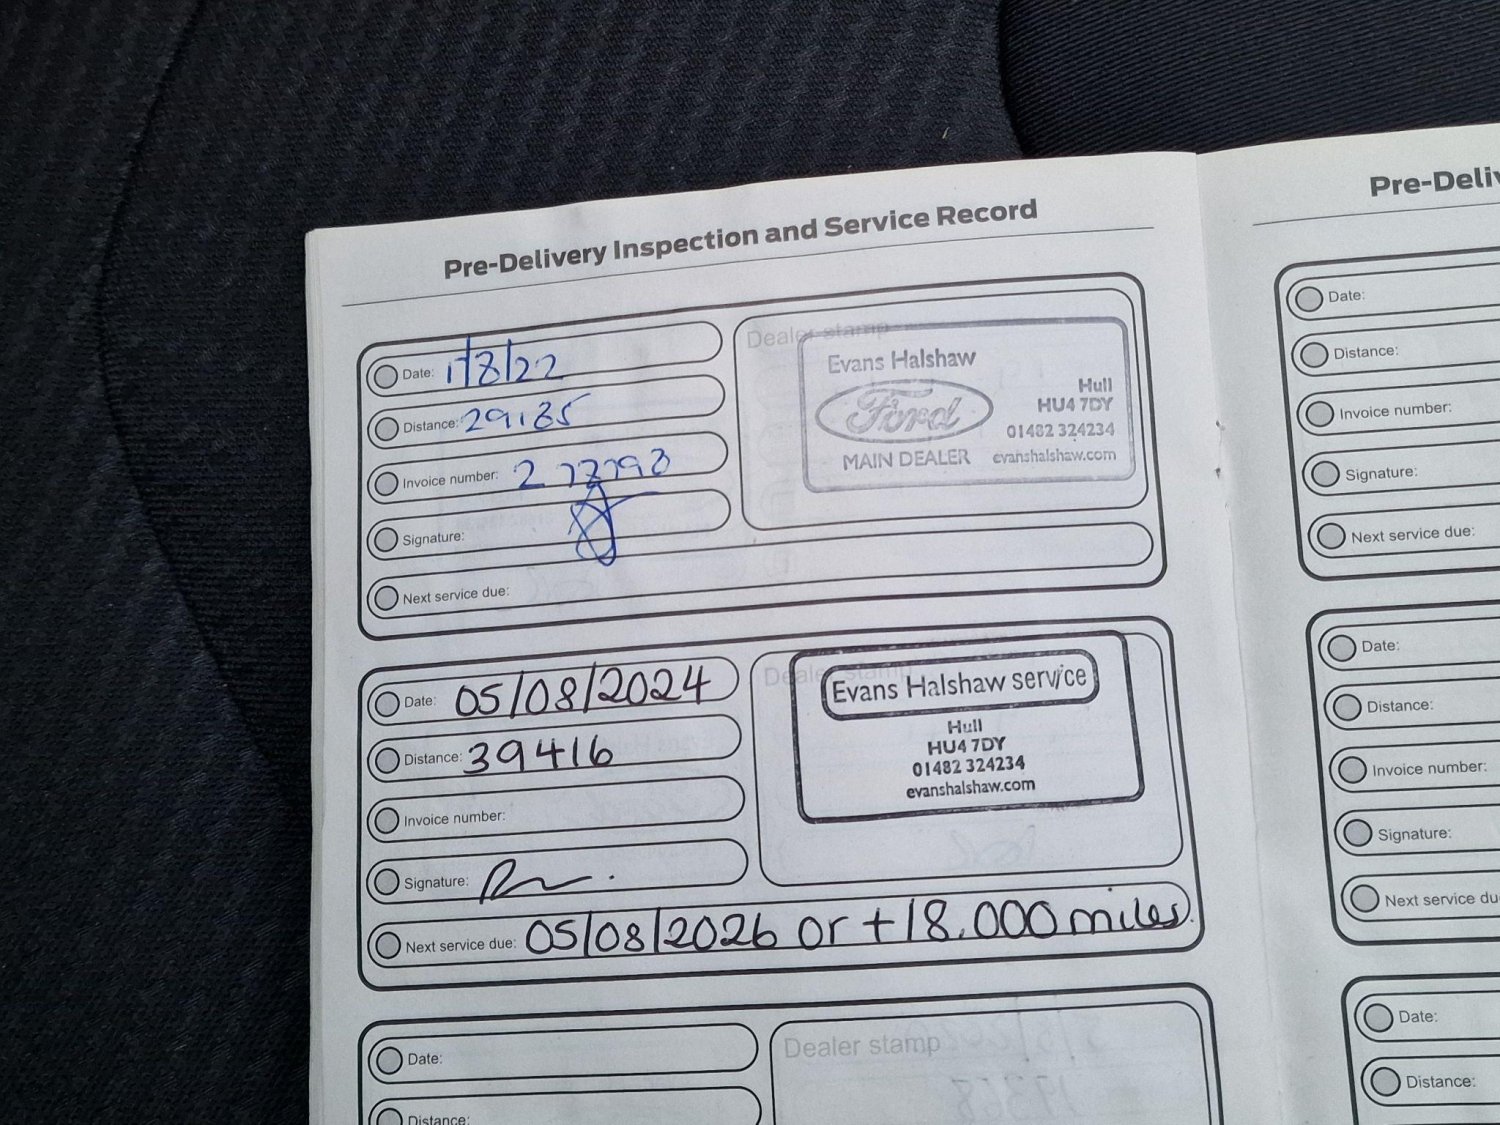 Pre-Delivery Inspection and Service Record
Date: 1/8/22
Distance: 29185
Invoice number:
Signature:
Next service due:
Dealer stamp
Evans Halshaw
Ford
MAIN DEALER
Hull
HU4 7DY
01482 324234
evanshalshaw.com
Date: 05/08/2024
Distance: 39416
Invoice number:
Signature:
Next service due: 05/08/2026 or +18.000 miles.
Dealer stamp
Evans Halshaw service
Hull
HU4 7DY
01482 324234
evanshalshaw.com
Date:
Distance:
Dealer stamp
Pre-Deliv
Date:
Distance:
Invoice number:
Signature:
Next service due:
Date:
Distance:
Invoice number:
Signature:
Next service du
Date:
Distance: